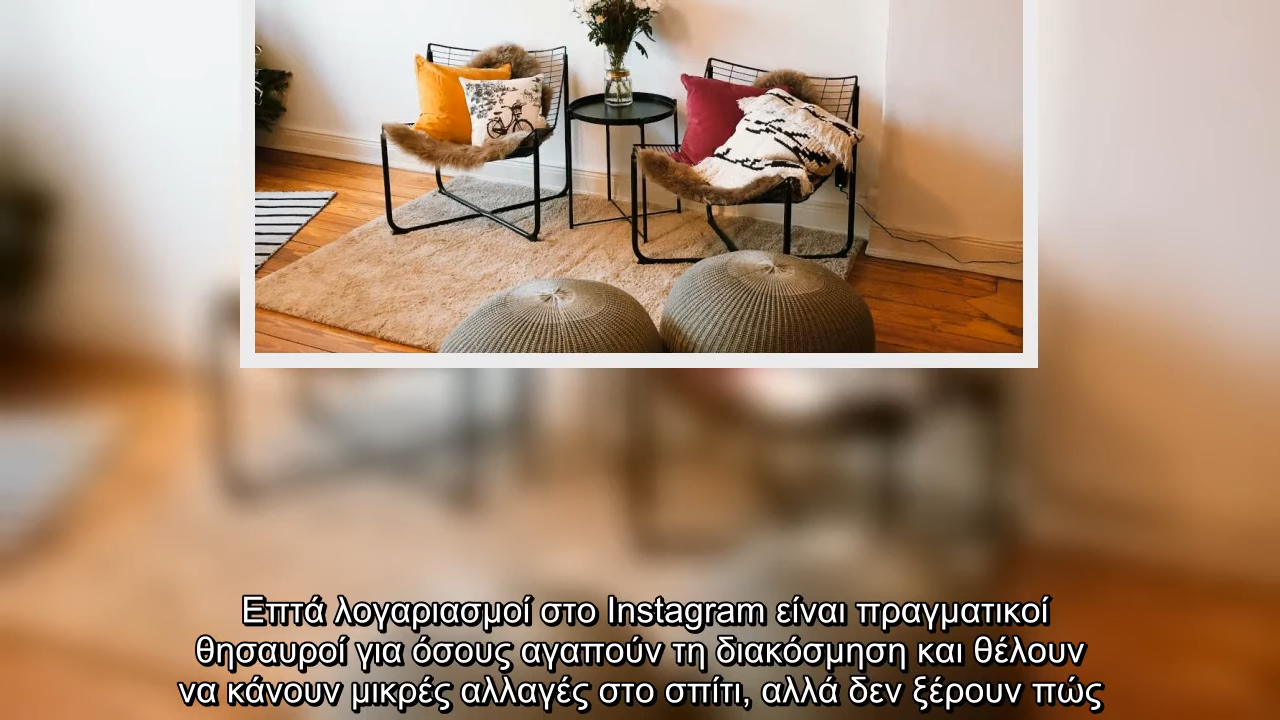 Επτά λογαριασμοί στο Instagram είναι πραγματικοί
θησαυροί για όσους αγαπούν τη διακόσμηση και θέλουν
να κάνουν μικρές αλλαγές στο σπίτι, αλλά δεν ξέρουν πώς